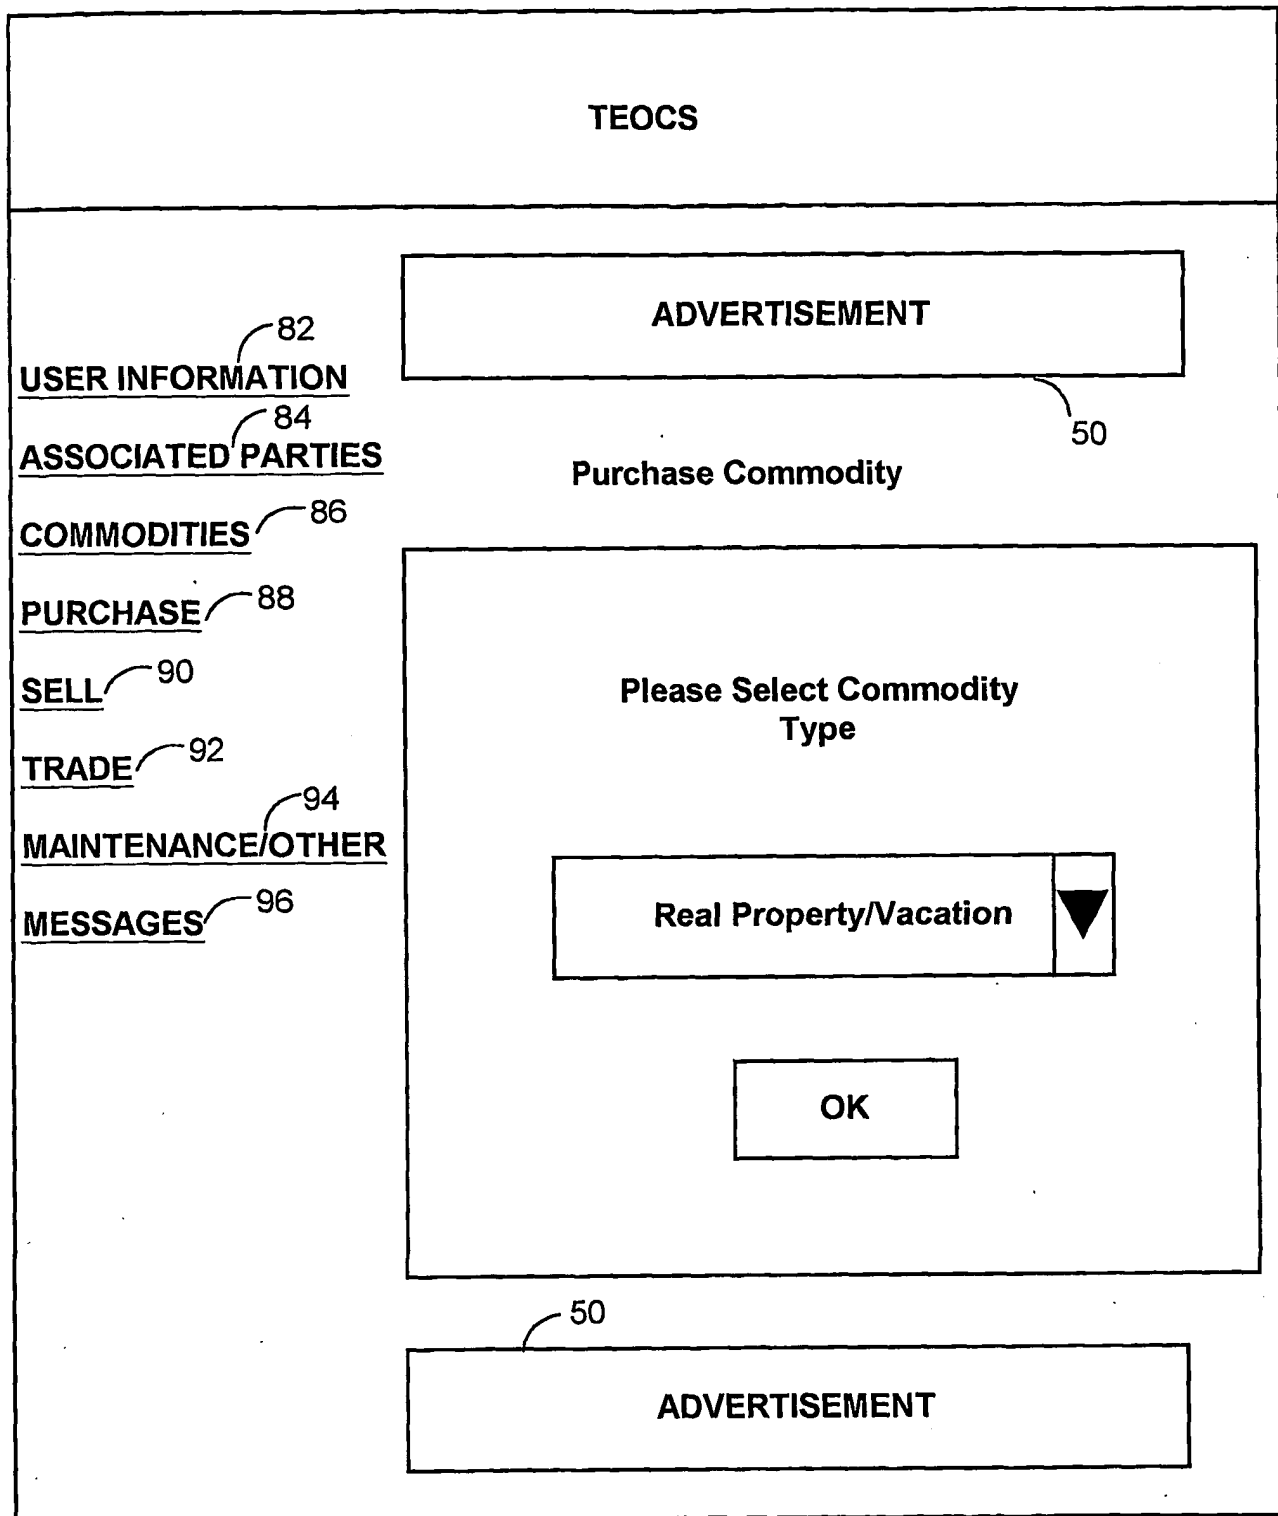 TEOCS
ADVERTISEMENT
50
82
USER INFORMATION
84
ASSOCIATED PARTIES
86
COMMODITIES
88
PURCHASE
90
SELL
92
TRADE
94
MAINTENANCE/OTHER
96
MESSAGES
Purchase Commodity
Please Select Commodity
Type
Real Property/Vacation
OK
50
ADVERTISEMENT